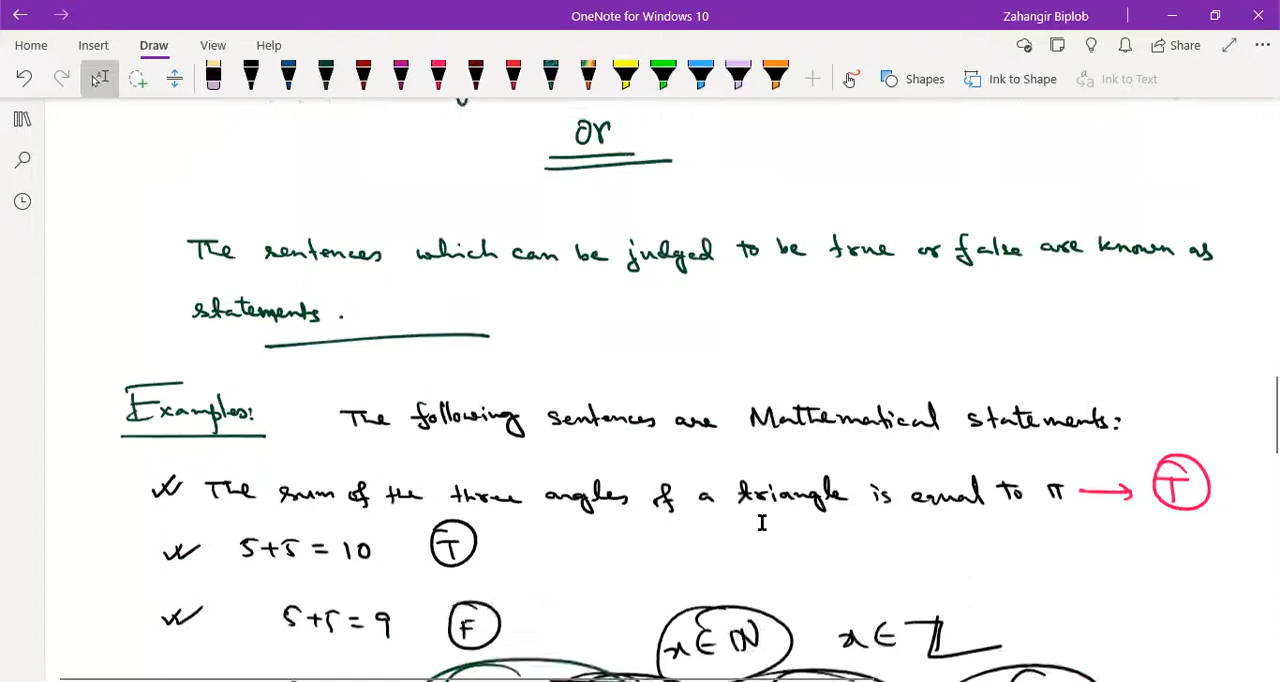 OneNote for Windows 10
Zahangir Biplob
Home Insert Draw View Help
Share
Shapes
Ink to Shape
Ink to Text
or
The sentences which can be judged to be true or false are known as
statements.
Examples: The following sentences are Mathematical statements:
The sum of the three angles of a triangle is equal to π → T
5+5=10 T
5+5=9 F
x∈ℕ x∈ℤ